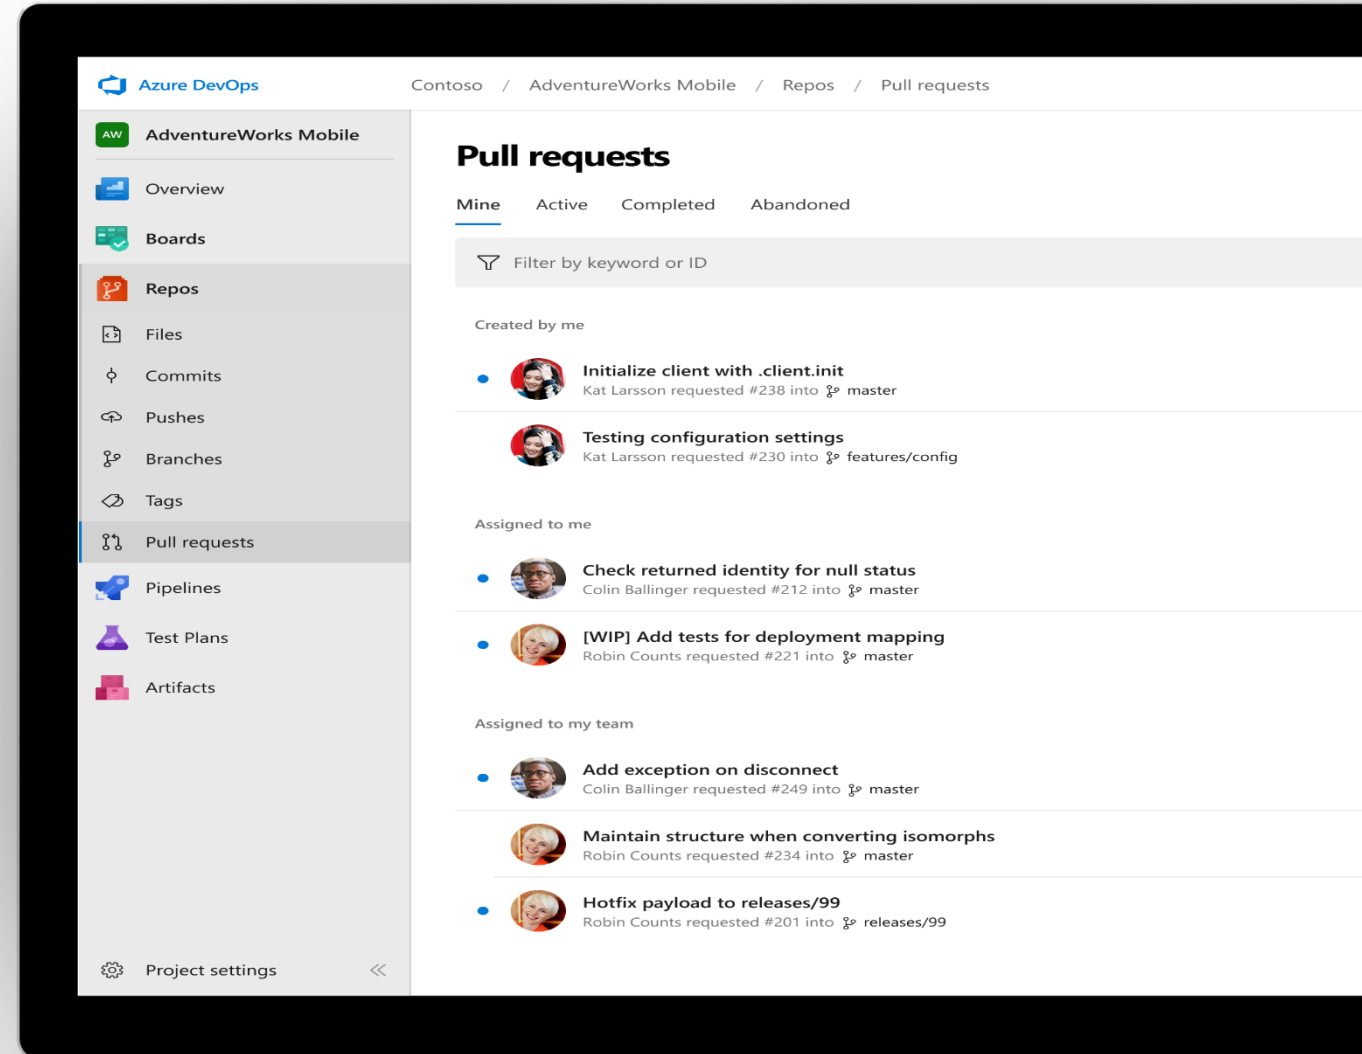 Azure DevOps
Contoso / AdventureWorks Mobile / Repos / Pull requests
AW AdventureWorks Mobile
Overview
Boards
Repos
Files
Commits
Pushes
Branches
Tags
Pull requests
Pipelines
Test Plans
Artifacts
Project settings
Pull requests
Mine Active Completed Abandoned
Filter by keyword or ID
Created by me
Initialize client with .client.init
Kat Larsson requested #238 into master
Testing configuration settings
Kat Larsson requested #230 into features/config
Assigned to me
Check returned identity for null status
Colin Ballinger requested #212 into master
[WIP] Add tests for deployment mapping
Robin Counts requested #221 into master
Assigned to my team
Add exception on disconnect
Colin Ballinger requested #249 into master
Maintain structure when converting isomorphs
Robin Counts requested #234 into master
Hotfix payload to releases/99
Robin Counts requested #201 into releases/99